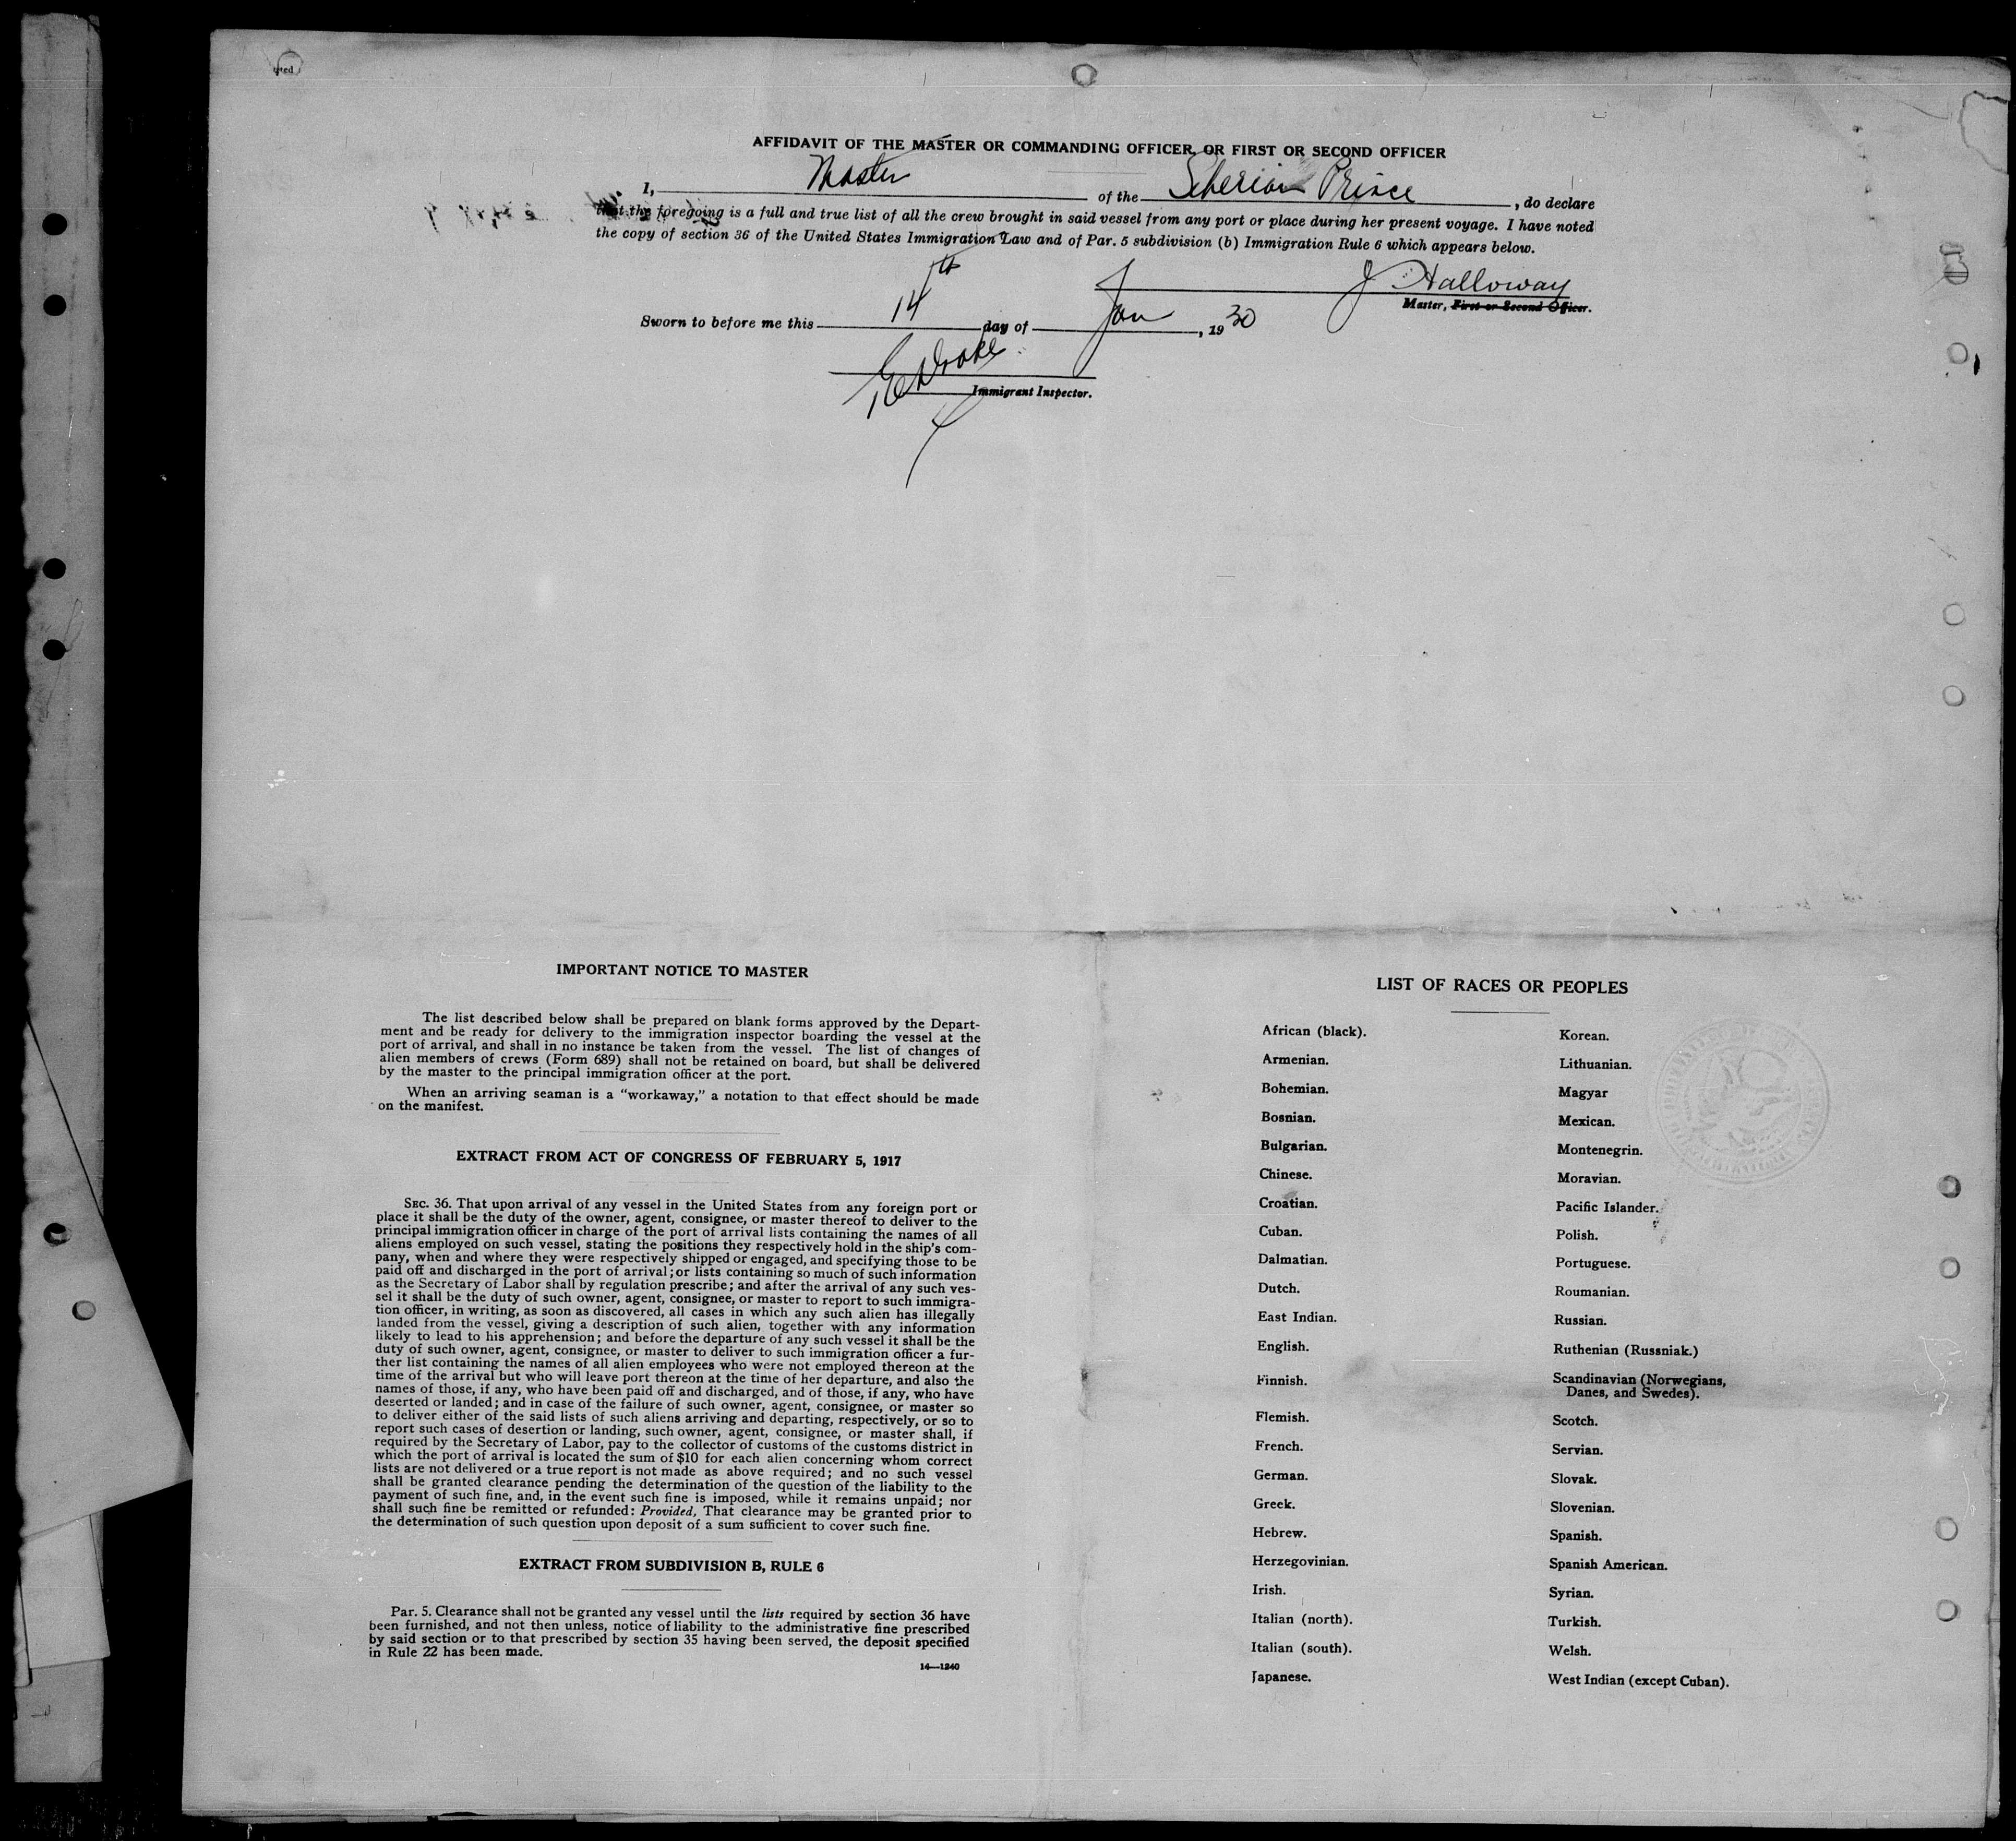 AFFIDAVIT OF THE MASTER OR COMMANDING OFFICER, OR FIRST OR SECOND OFFICER
I, Master of the Siberian Prince, do declare
that the foregoing is a full and true list of all the crew brought in said vessel from any port or place during her present voyage. I have noted
the copy of section 36 of the United States Immigration Law and of Par. 5 subdivision (b) Immigration Rule 6 which appears below.
J Halloway
Master, First or Second Officer.
Sworn to before me this 14th day of Jan, 1930
Drake
Immigrant Inspector.
IMPORTANT NOTICE TO MASTER
The list described below shall be prepared on blank forms approved by the Depart-
ment and be ready for delivery to the immigration inspector boarding the vessel at the
port of arrival, and shall in no instance be taken from the vessel. The list of changes of
alien members of crews (Form 689) shall not be retained on board, but shall be delivered
by the master to the principal immigration officer at the port.
When an arriving seaman is a "workaway," a notation to that effect should be made
on the manifest.
EXTRACT FROM ACT OF CONGRESS OF FEBRUARY 5, 1917
SEC. 36. That upon arrival of any vessel in the United States from any foreign port or
place it shall be the duty of the owner, agent, consignee, or master thereof to deliver to the
principal immigration officer in charge of the port of arrival lists containing the names of all
aliens employed on such vessel, stating the positions they respectively hold in the ship's com-
pany, when and where they were respectively shipped or engaged, and specifying those to be
paid off and discharged in the port of arrival; or lists containing so much of such information
as the Secretary of Labor shall by regulation prescribe; and after the arrival of any such ves-
sel it shall be the duty of such owner, agent, consignee, or master to report to such immigra-
tion officer, in writing, as soon as discovered, all cases in which any such alien has illegally
landed from the vessel, giving a description of such alien, together with any information
likely to lead to his apprehension; and before the departure of any such vessel it shall be the
duty of such owner, agent, consignee, or master to deliver to such immigration officer a fur-
ther list containing the names of all alien employees who were not employed thereon at the
time of the arrival but who will leave port thereon at the time of her departure, and also the
names of those, if any, who have been paid off and discharged, and of those, if any, who have
deserted or landed; and in case of the failure of such owner, agent, consignee, or master so
to deliver either of the said lists of such aliens arriving and departing, respectively, or so to
report such cases of desertion or landing, such owner, agent, consignee, or master shall, if
required by the Secretary of Labor, pay to the collector of customs of the customs district in
which the port of arrival is located the sum of $10 for each alien concerning whom correct
lists are not delivered or a true report is not made as above required; and no such vessel
shall be granted clearance pending the determination of the question of the liability to the
payment of such fine, and, in the event such fine is imposed, while it remains unpaid; nor
shall such fine be remitted or refunded: Provided, That clearance may be granted prior to
the determination of such question upon deposit of a sum sufficient to cover such fine.
EXTRACT FROM SUBDIVISION B, RULE 6
Par. 5. Clearance shall not be granted any vessel until the lists required by section 36 have
been furnished, and not then unless, notice of liability to the administrative fine prescribed
by said section or to that prescribed by section 35 having been served, the deposit specified
in Rule 22 has been made.
14—1240
LIST OF RACES OR PEOPLES
African (black).
Armenian.
Bohemian.
Bosnian.
Bulgarian.
Chinese.
Croatian.
Cuban.
Dalmatian.
Dutch.
East Indian.
English.
Finnish.
Flemish.
French.
German.
Greek.
Hebrew.
Herzegovinian.
Irish.
Italian (north).
Italian (south).
Japanese.
Korean.
Lithuanian.
Magyar
Mexican.
Montenegrin.
Moravian.
Pacific Islander.
Polish.
Portuguese.
Roumanian.
Russian.
Ruthenian (Russniak.)
Scandinavian (Norwegians,
Danes, and Swedes).
Scotch.
Servian.
Slovak.
Slovenian.
Spanish.
Spanish American.
Syrian.
Turkish.
Welsh.
West Indian (except Cuban).